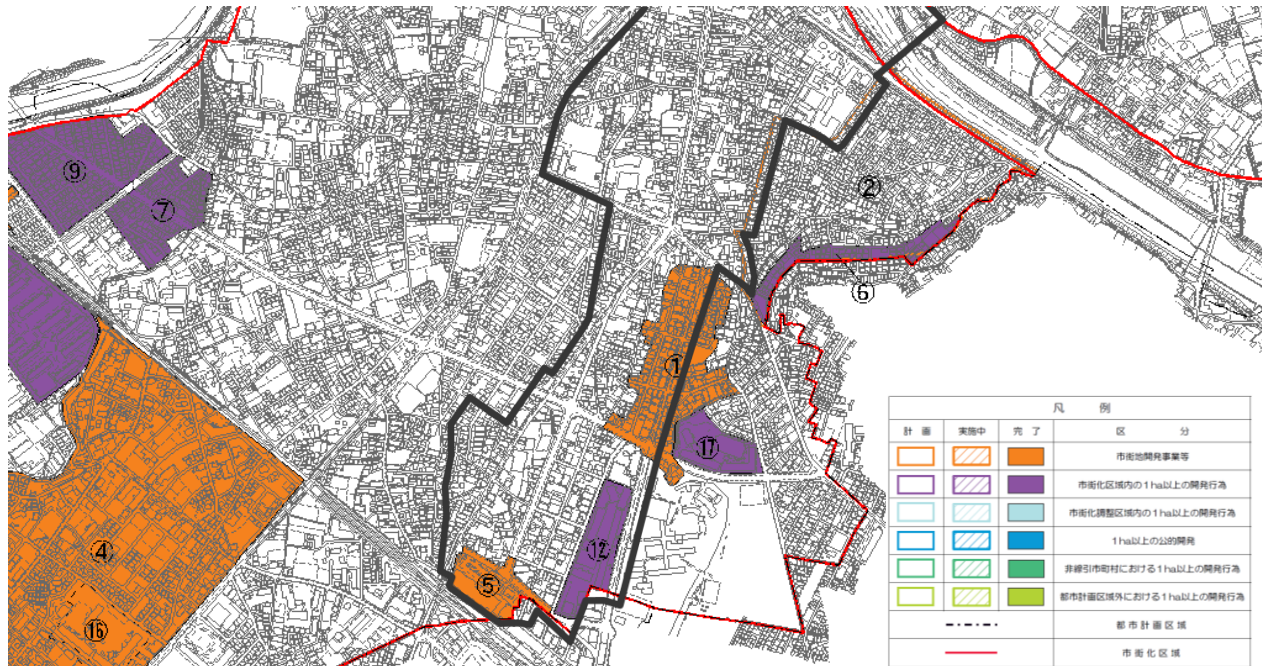 ⑨
⑦
②
⑥
①
⑰
⑫
④
⑤
⑯
凡 例
計 画 実施中 完 了 区 分
市街地開発事業等
市街化区域内の1ha以上の開発行為
市街化調整区域内の1ha以上の開発行為
1ha以上の公的開発
非線引市町村における1ha以上の開発行為
都市計画区域外における1ha以上の開発行為
都市計画区域
市街化区域